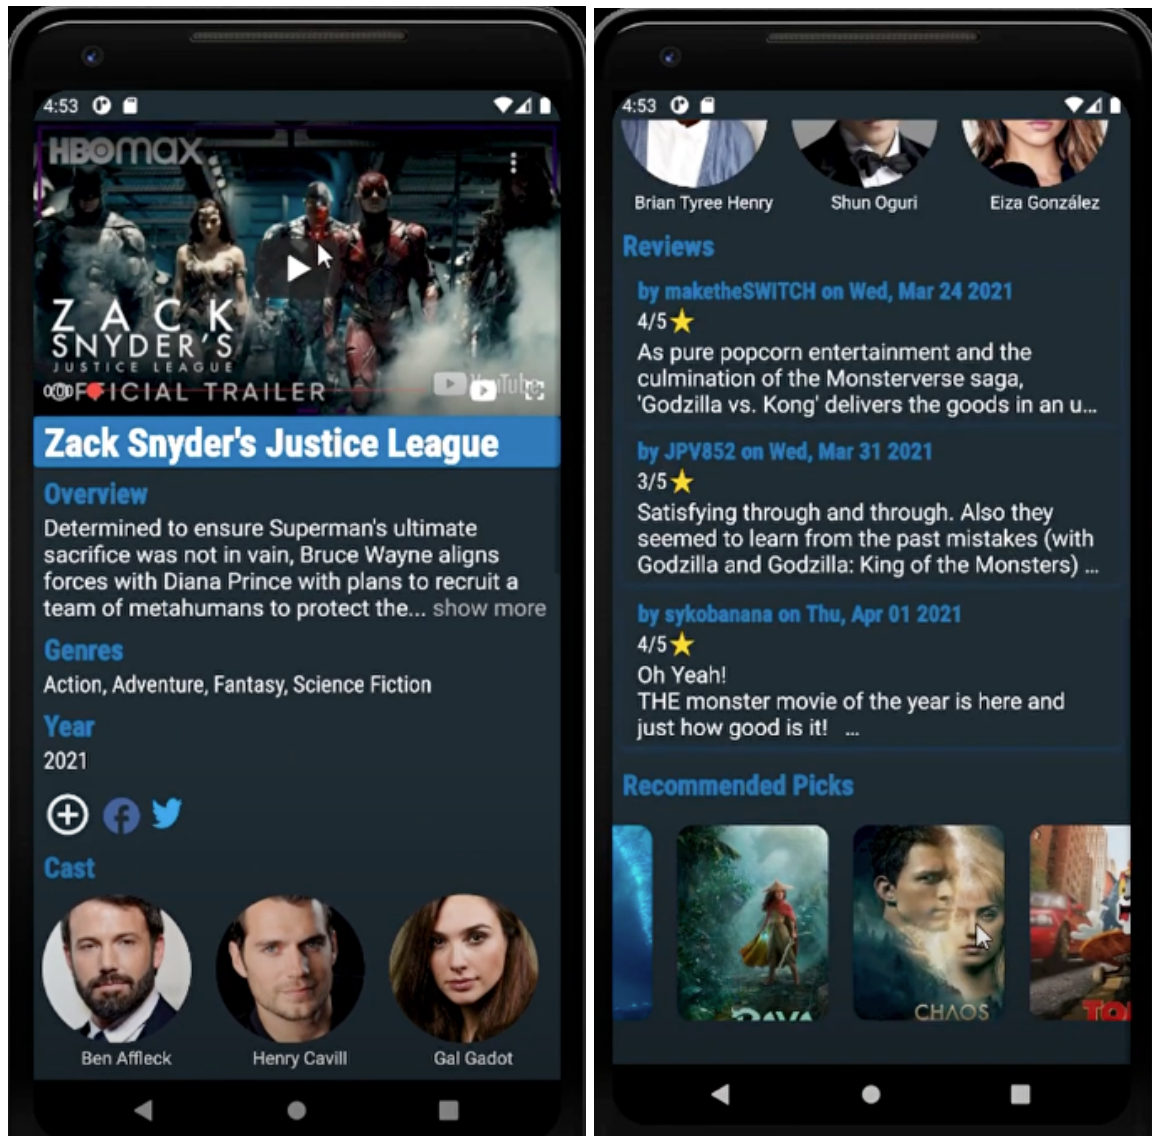 4:53
HBOmax
ZACK
SNYDER'S
JUSTICE LEAGUE
OFFICIAL TRAILER
0:00
YouTube
Zack Snyder's Justice League
Overview
Determined to ensure Superman's ultimate
sacrifice was not in vain, Bruce Wayne aligns
forces with Diana Prince with plans to recruit a
team of metahumans to protect the... show more
Genres
Action, Adventure, Fantasy, Science Fiction
Year
2021
Cast
Ben Affleck Henry Cavill Gal Gadot
4:53
Brian Tyree Henry Shun Oguri Eiza González
Reviews
by maketheSWITCH on Wed, Mar 24 2021
4/5
As pure popcorn entertainment and the
culmination of the Monsterverse saga,
'Godzilla vs. Kong' delivers the goods in an u...
by JPV852 on Wed, Mar 31 2021
3/5
Satisfying through and through. Also they
seemed to learn from the past mistakes (with
Godzilla and Godzilla: King of the Monsters) ...
by sykobanana on Thu, Apr 01 2021
4/5
Oh Yeah!
THE monster movie of the year is here and
just how good is it! ...
Recommended Picks
RAYA
CHAOS
TO